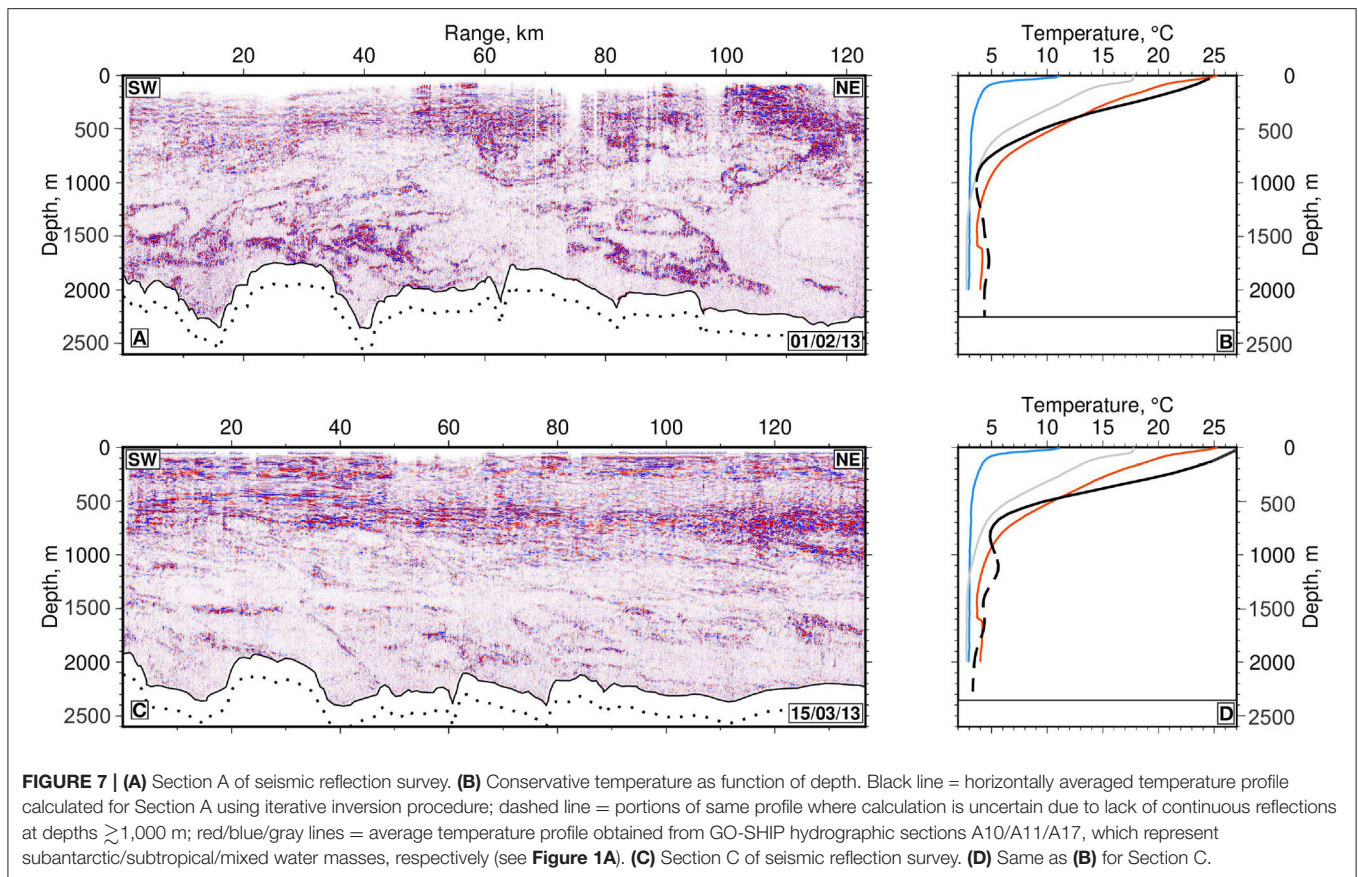 Range, km
20 40 60 80 100 120
Temperature, °C
5 10 15 20 25
SW
NE
Depth, m
0
500
1000
1500
2000
2500
A
01/02/13
0
500
1000
1500
2000
2500
Depth, m
B
20 40 60 80 100 120
Temperature, °C
5 10 15 20 25
SW
NE
Depth, m
0
500
1000
1500
2000
2500
C
15/03/13
0
500
1000
1500
2000
2500
Depth, m
D
FIGURE 7 | (A) Section A of seismic reflection survey. (B) Conservative temperature as function of depth. Black line = horizontally averaged temperature profile
calculated for Section A using iterative inversion procedure; dashed line = portions of same profile where calculation is uncertain due to lack of continuous reflections
at depths ≳1,000 m; red/blue/gray lines = average temperature profile obtained from GO-SHIP hydrographic sections A10/A11/A17, which represent
subantarctic/subtropical/mixed water masses, respectively (see Figure 1A). (C) Section C of seismic reflection survey. (D) Same as (B) for Section C.